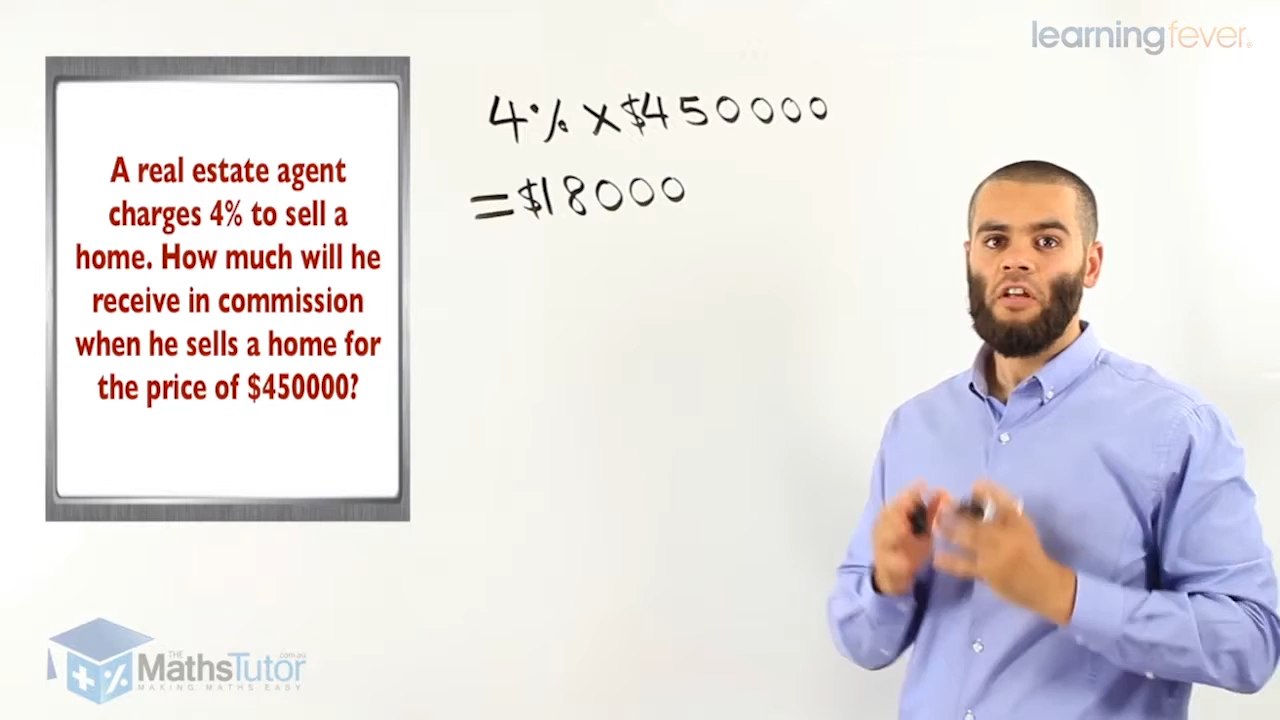 learningfever.
A real estate agent
charges 4% to sell a
home. How much will he
receive in commission
when he sells a home for
the price of $450000?
4% x $450000
= $18000
THE MathsTutor .com.au
MAKING MATHS EASY